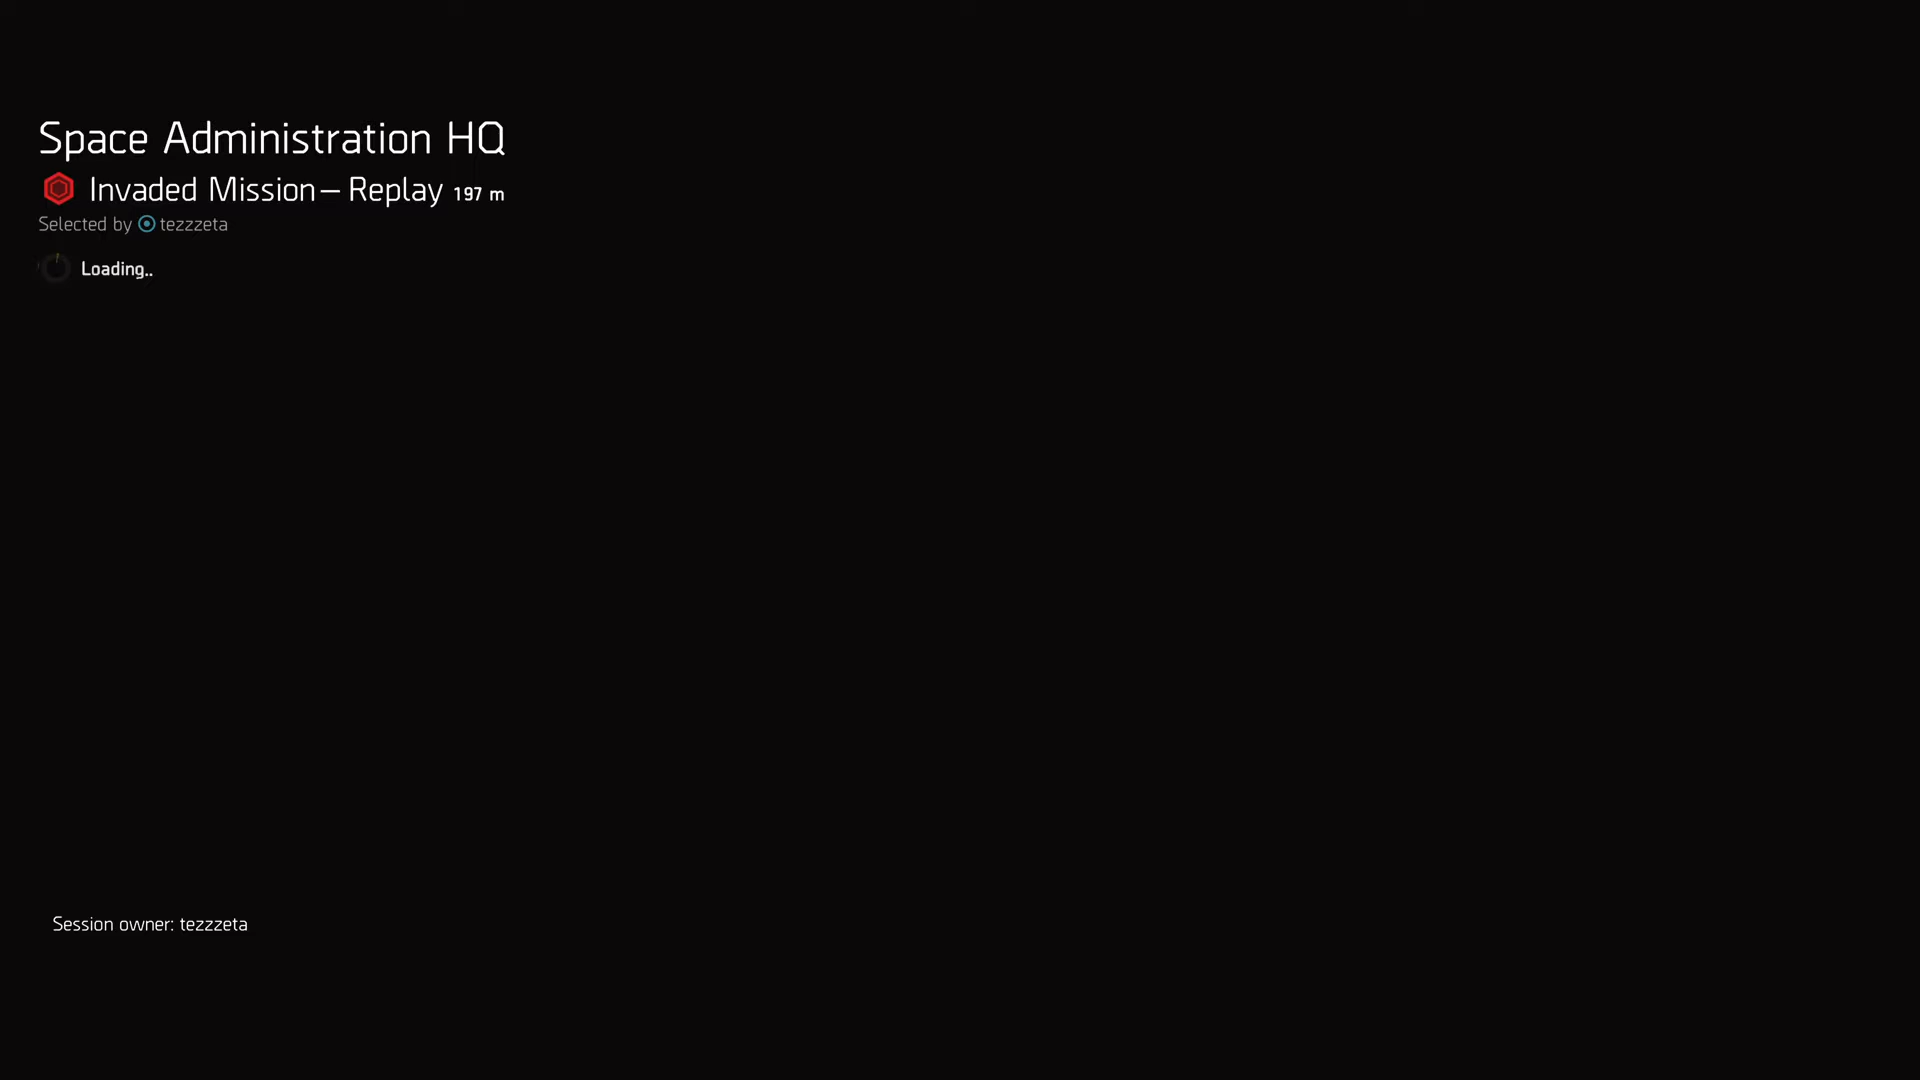 Space Administration HQ
Invaded Mission – Replay 197 m
Selected by tezzzeta
Loading..
Session owner: tezzzeta